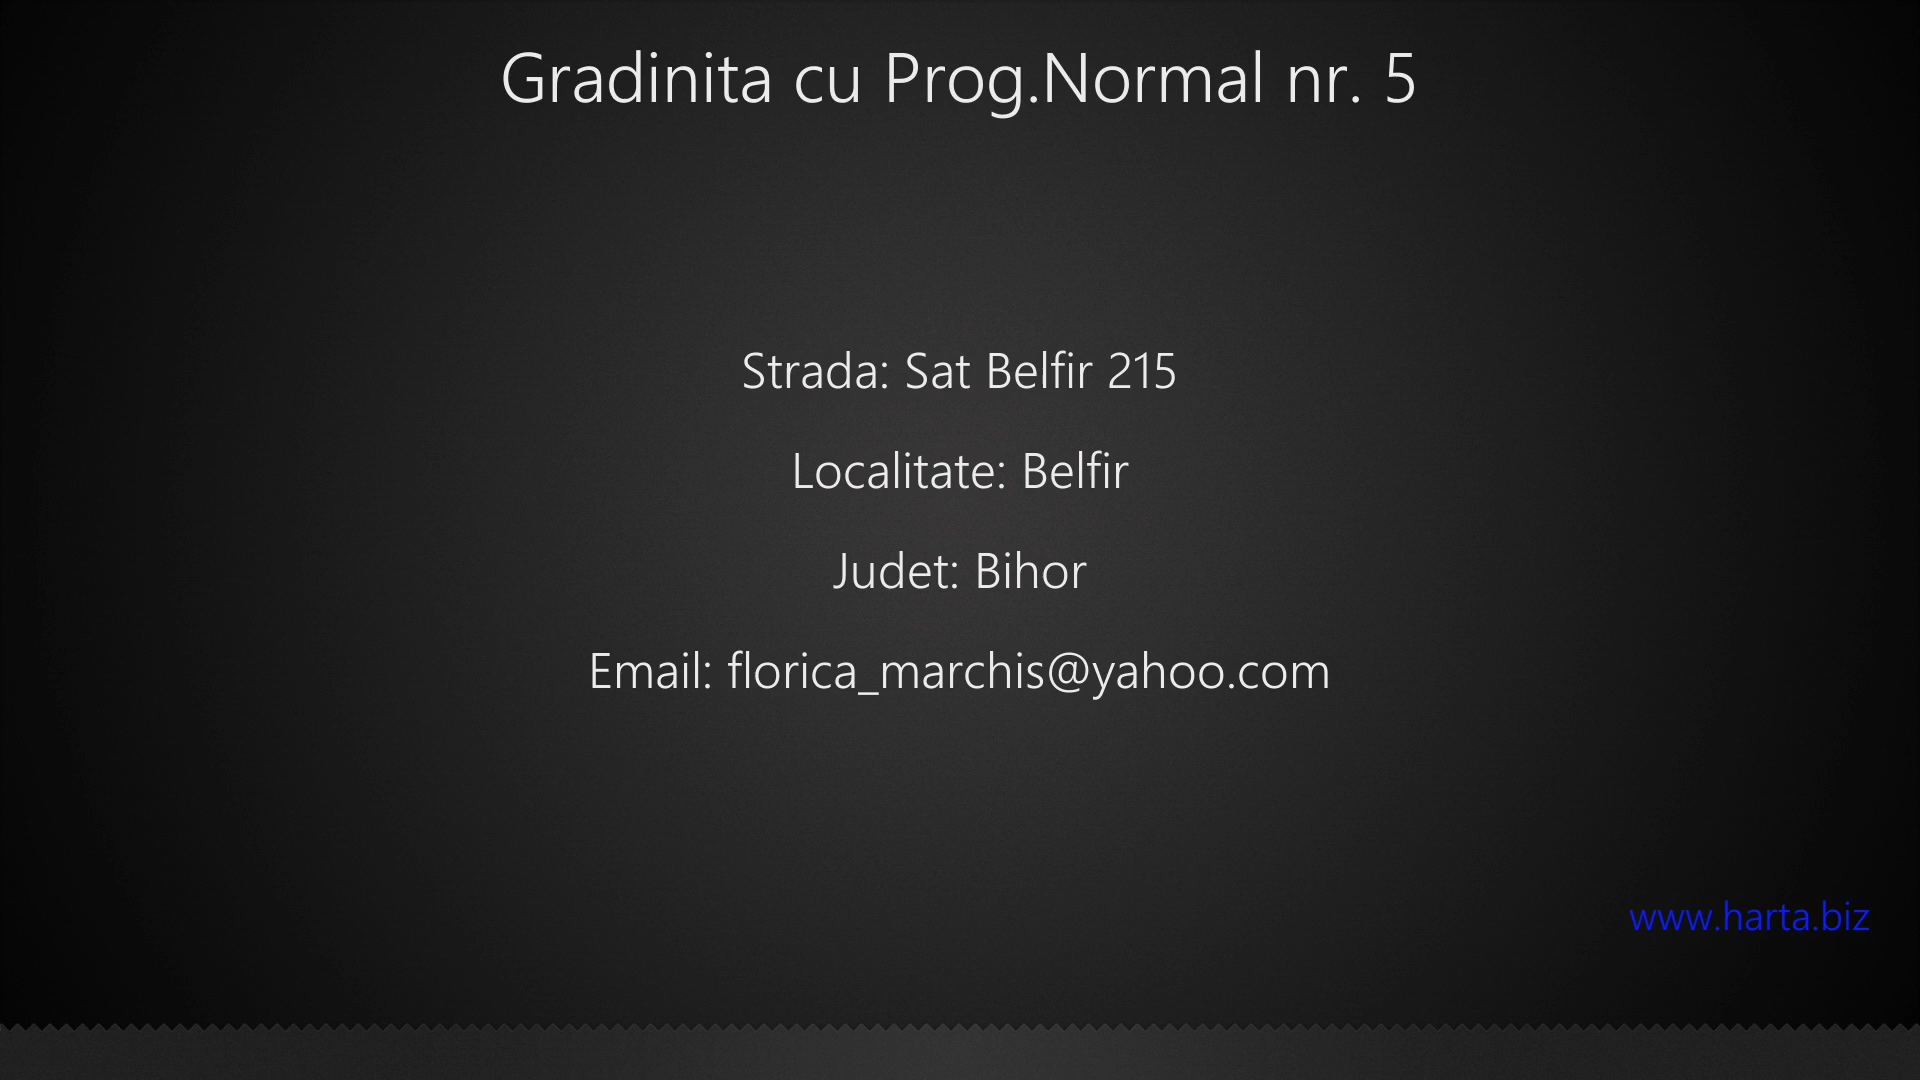 Gradinita cu Prog.Normal nr. 5
Strada: Sat Belfir 215
Localitate: Belfir
Judet: Bihor
Email: florica_marchis@yahoo.com
www.harta.biz